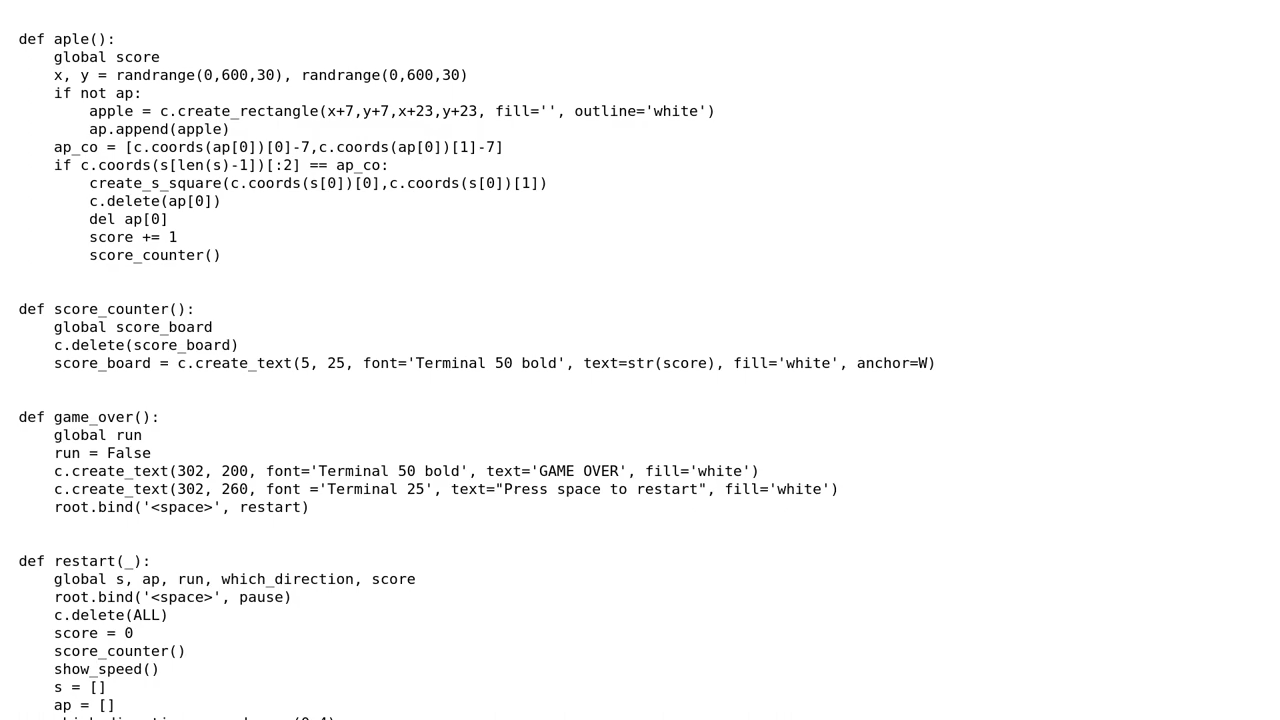 def aple():
    global score
    x, y = randrange(0,600,30), randrange(0,600,30)
    if not ap:
        apple = c.create_rectangle(x+7,y+7,x+23,y+23, fill='', outline='white')
        ap.append(apple)
    ap_co = [c.coords(ap[0])[0]-7,c.coords(ap[0])[1]-7]
    if c.coords(s[len(s)-1])[:2] == ap_co:
        create_s_square(c.coords(s[0])[0],c.coords(s[0])[1])
        c.delete(ap[0])
        del ap[0]
        score += 1
        score_counter()
def score_counter():
    global score_board
    c.delete(score_board)
    score_board = c.create_text(5, 25, font='Terminal 50 bold', text=str(score), fill='white', anchor=W)
def game_over():
    global run
    run = False
    c.create_text(302, 200, font='Terminal 50 bold', text='GAME OVER', fill='white')
    c.create_text(302, 260, font ='Terminal 25', text="Press space to restart", fill='white')
    root.bind('<space>', restart)
def restart(_):
    global s, ap, run, which_direction, score
    root.bind('<space>', pause)
    c.delete(ALL)
    score = 0
    score_counter()
    show_speed()
    s = []
    ap = []